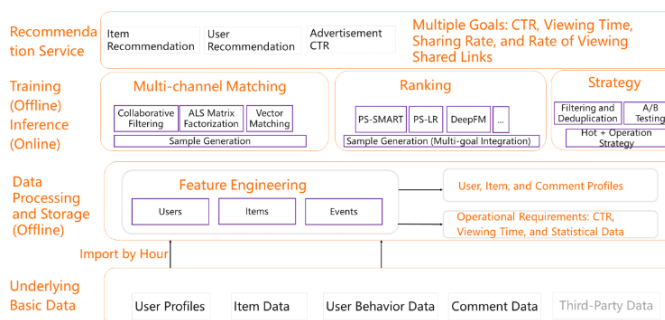 Recommenda
tion Service
Item
Recommendation
User
Recommendation
Advertisement
CTR
Multiple Goals: CTR, Viewing Time,
Sharing Rate, and Rate of Viewing
Shared Links
Training
(Offline)
Inference
(Online)
Multi-channel Matching
Collaborative
Filtering
ALS Matrix
Factorization
Vector
Matching
Sample Generation
Ranking
PS-SMART
PS-LR
DeepFM
...
Sample Generation (Multi-goal Integration)
Strategy
Filtering and
Deduplication
A/B
Testing
Hot + Operation
Strategy
Data
Processing
and Storage
(Offline)
Feature Engineering
Users
Items
Events
User, Item, and Comment Profiles
Operational Requirements: CTR,
Viewing Time, and Statistical Data
Import by Hour
Underlying
Basic Data
User Profiles
Item Data
User Behavior Data
Comment Data
Third-Party Data